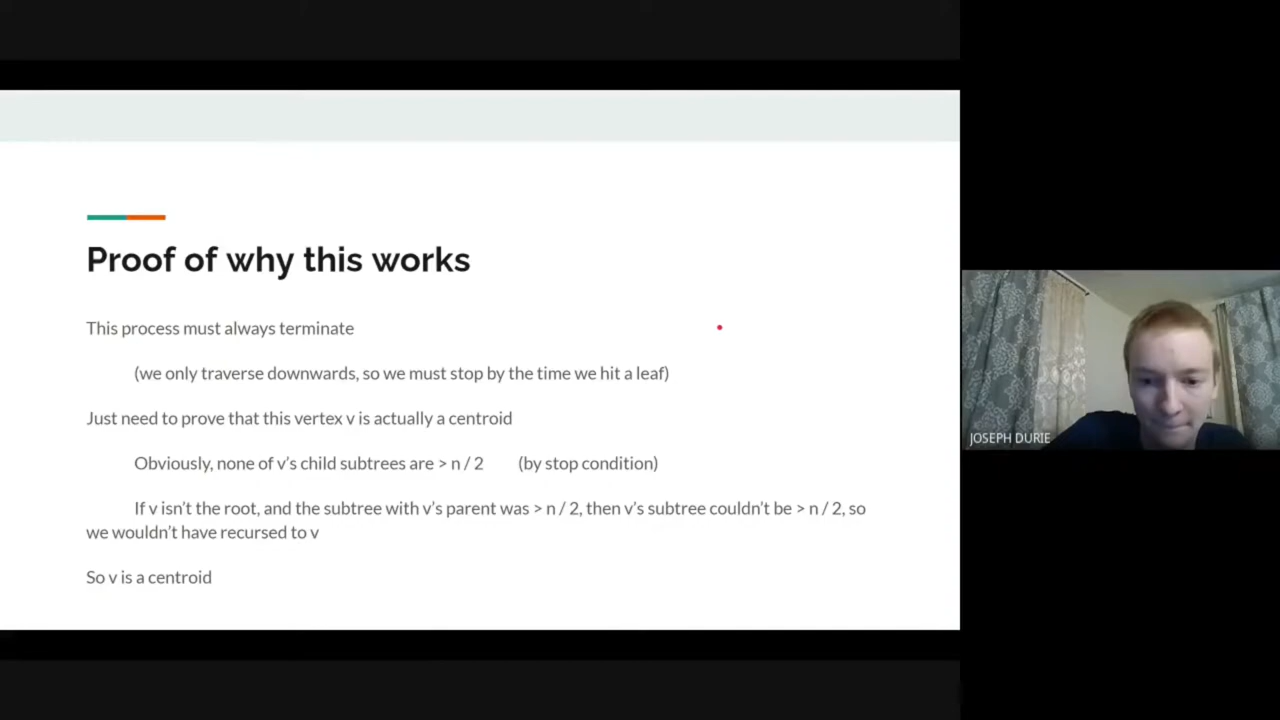 Proof of why this works
This process must always terminate
(we only traverse downwards, so we must stop by the time we hit a leaf)
Just need to prove that this vertex v is actually a centroid
Obviously, none of v's child subtrees are > n / 2 (by stop condition)
If v isn't the root, and the subtree with v's parent was > n / 2, then v's subtree couldn't be > n / 2, so
we wouldn't have recursed to v
So v is a centroid
JOSEPH DURIE